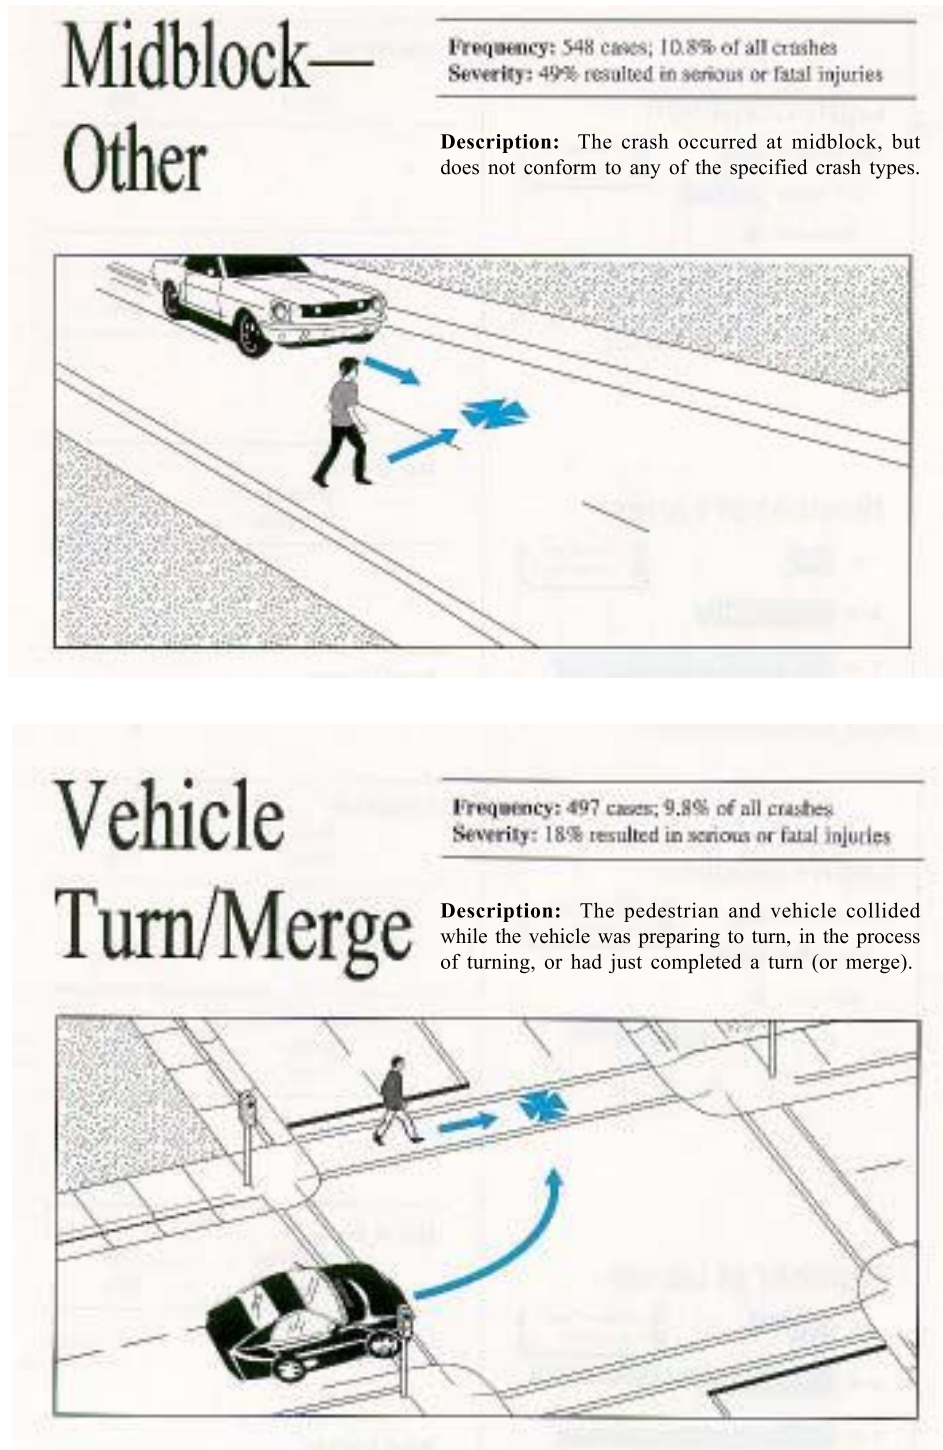 Midblock—
Other
Frequency: 548 cases; 10.8% of all crashes
Severity: 49% resulted in serious or fatal injuries
Description: The crash occurred at midblock, but
does not conform to any of the specified crash types.
Vehicle
Turn/Merge
Frequency: 497 cases; 9.8% of all crashes
Severity: 18% resulted in serious or fatal injuries
Description: The pedestrian and vehicle collided
while the vehicle was preparing to turn, in the process
of turning, or had just completed a turn (or merge).